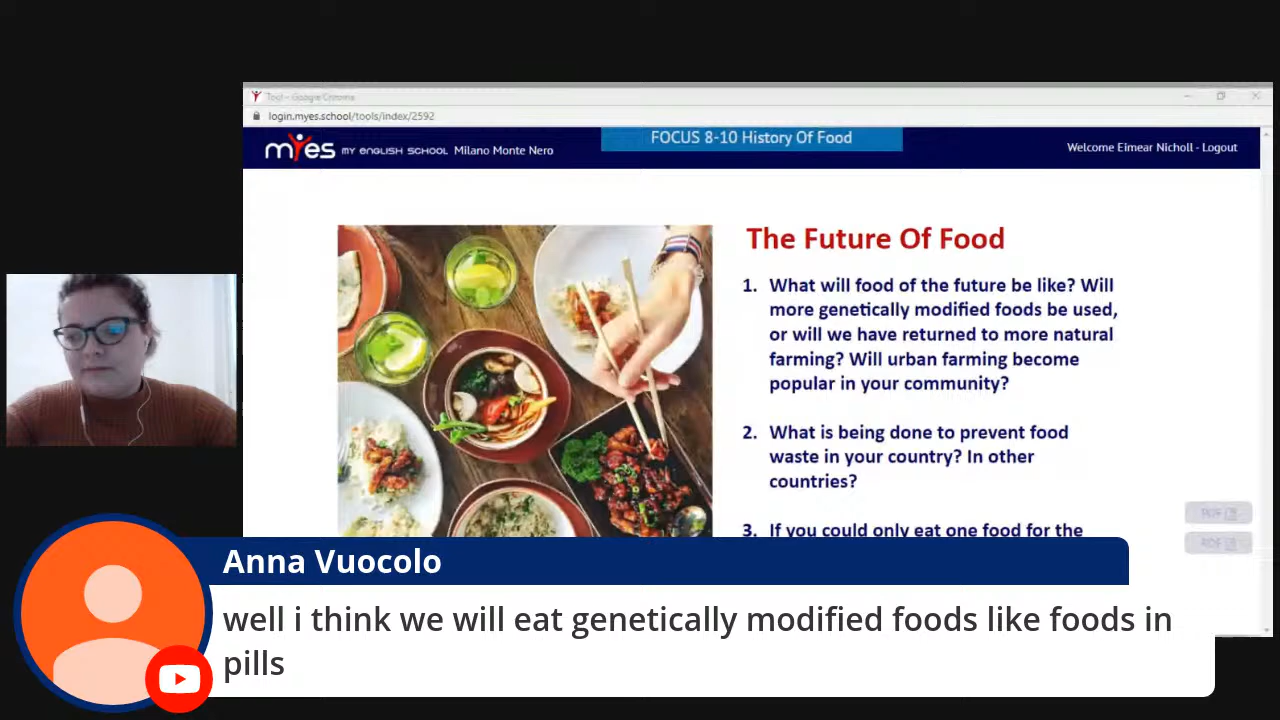 Tool - Google Chrome
login.myes.school/tools/index/2592
FOCUS 8-10 History Of Food
myes MY ENGLISH SCHOOL Milano Monte Nero
Welcome Eimear Nicholl - Logout
The Future Of Food
1. What will food of the future be like? Will
more genetically modified foods be used,
or will we have returned to more natural
farming? Will urban farming become
popular in your community?
2. What is being done to prevent food
waste in your country? In other
countries?
3. If you could only eat one food for the
PDF
PDF
Anna Vuocolo
well i think we will eat genetically modified foods like foods in
pills